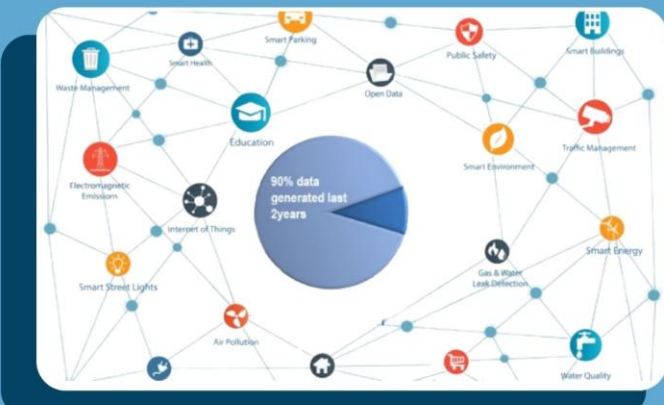 Smart Parking
Smart Health
Public Safety
Smart Buildings
Waste Management
Open Data
Education
Traffic Management
Smart Environment
90% data
generated last
2years
Electromagnetic
Emissions
Internet of Things
Smart Energy
Gas & Water
Leak Detection
Smart Street Lights
Air Pollution
Water Quality